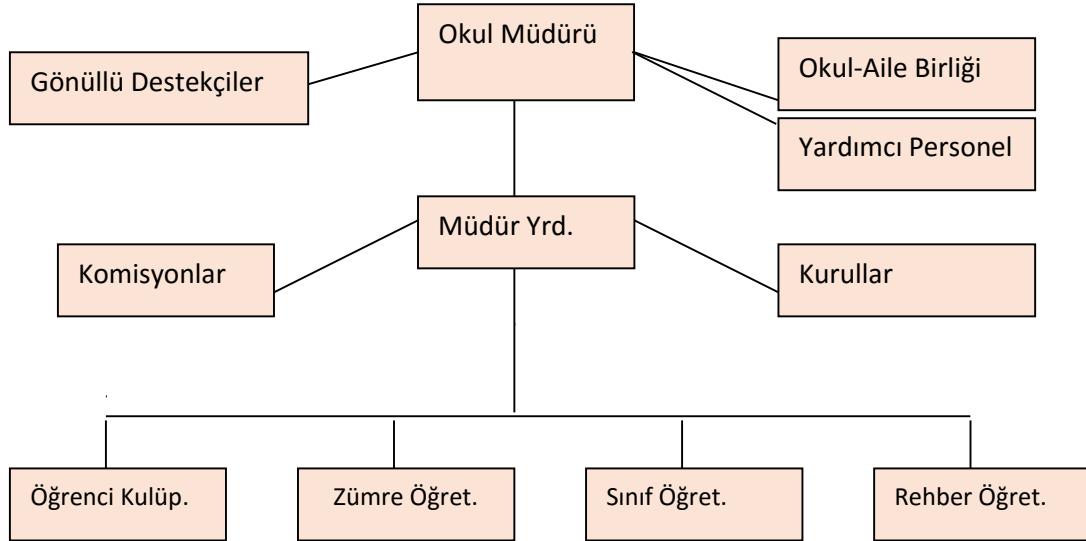 Okul Müdürü
Gönüllü Destekçiler
Okul-Aile Birliği
Yardımcı Personel
Müdür Yrd.
Komisyonlar
Kurullar
Öğrenci Kulüp.
Zümre Öğret.
Sınıf Öğret.
Rehber Öğret.